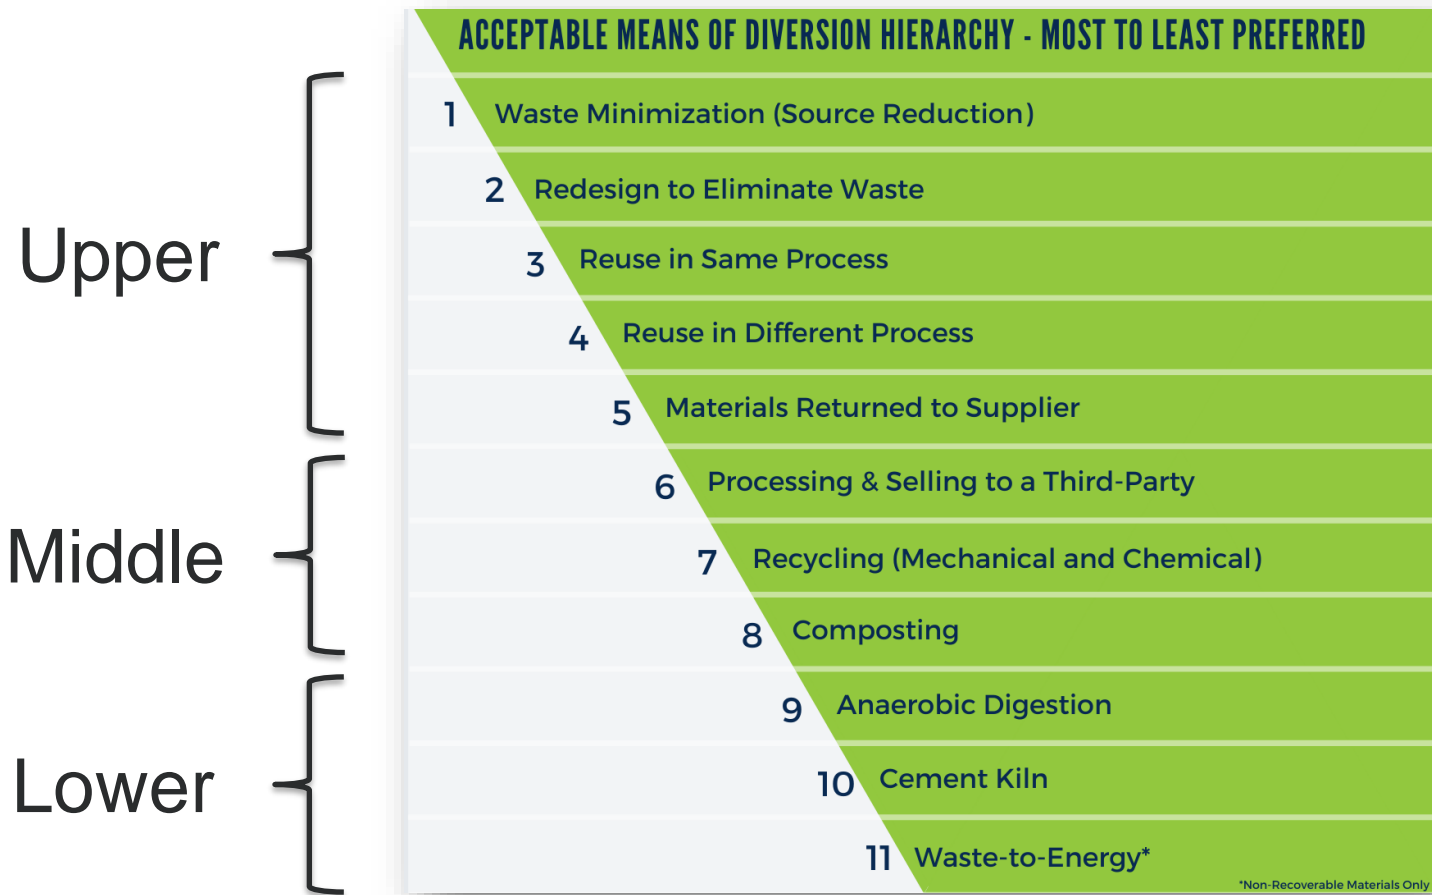 ACCEPTABLE MEANS OF DIVERSION HIERARCHY - MOST TO LEAST PREFERRED
Upper
1 Waste Minimization (Source Reduction)
2 Redesign to Eliminate Waste
3 Reuse in Same Process
4 Reuse in Different Process
5 Materials Returned to Supplier
Middle
6 Processing & Selling to a Third-Party
7 Recycling (Mechanical and Chemical)
8 Composting
Lower
9 Anaerobic Digestion
10 Cement Kiln
11 Waste-to-Energy*
*Non-Recoverable Materials Only